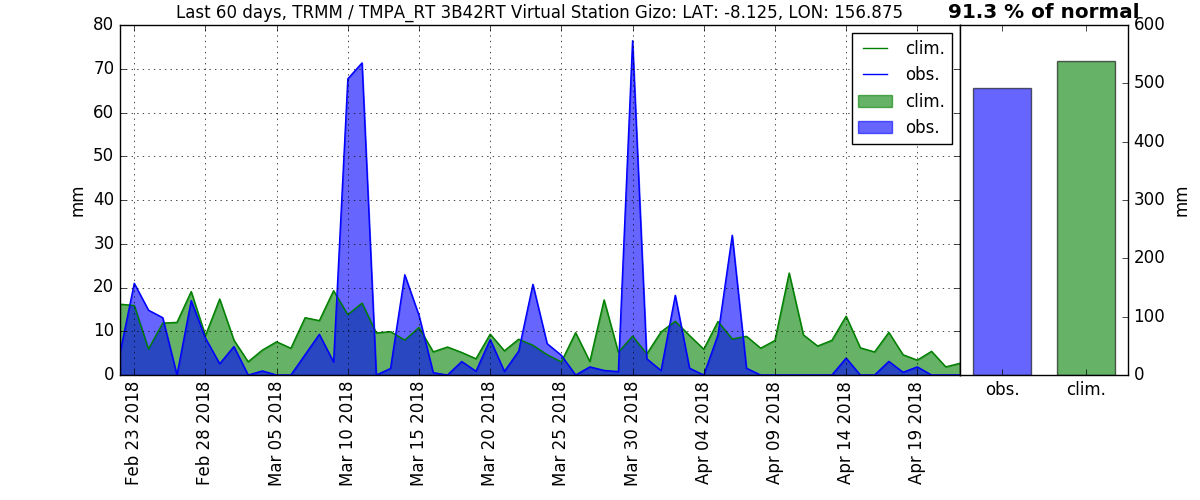 Last 60 days, TRMM / TMPA_RT 3B42RT Virtual Station Gizo: LAT: -8.125, LON: 156.875
91.3 % of normal
80
70
60
50
40
30
20
10
0
mm
clim.
obs.
clim.
obs.
600
500
400
300
200
100
0
mm
Feb 23 2018
Feb 28 2018
Mar 05 2018
Mar 10 2018
Mar 15 2018
Mar 20 2018
Mar 25 2018
Mar 30 2018
Apr 04 2018
Apr 09 2018
Apr 14 2018
Apr 19 2018
obs.
clim.